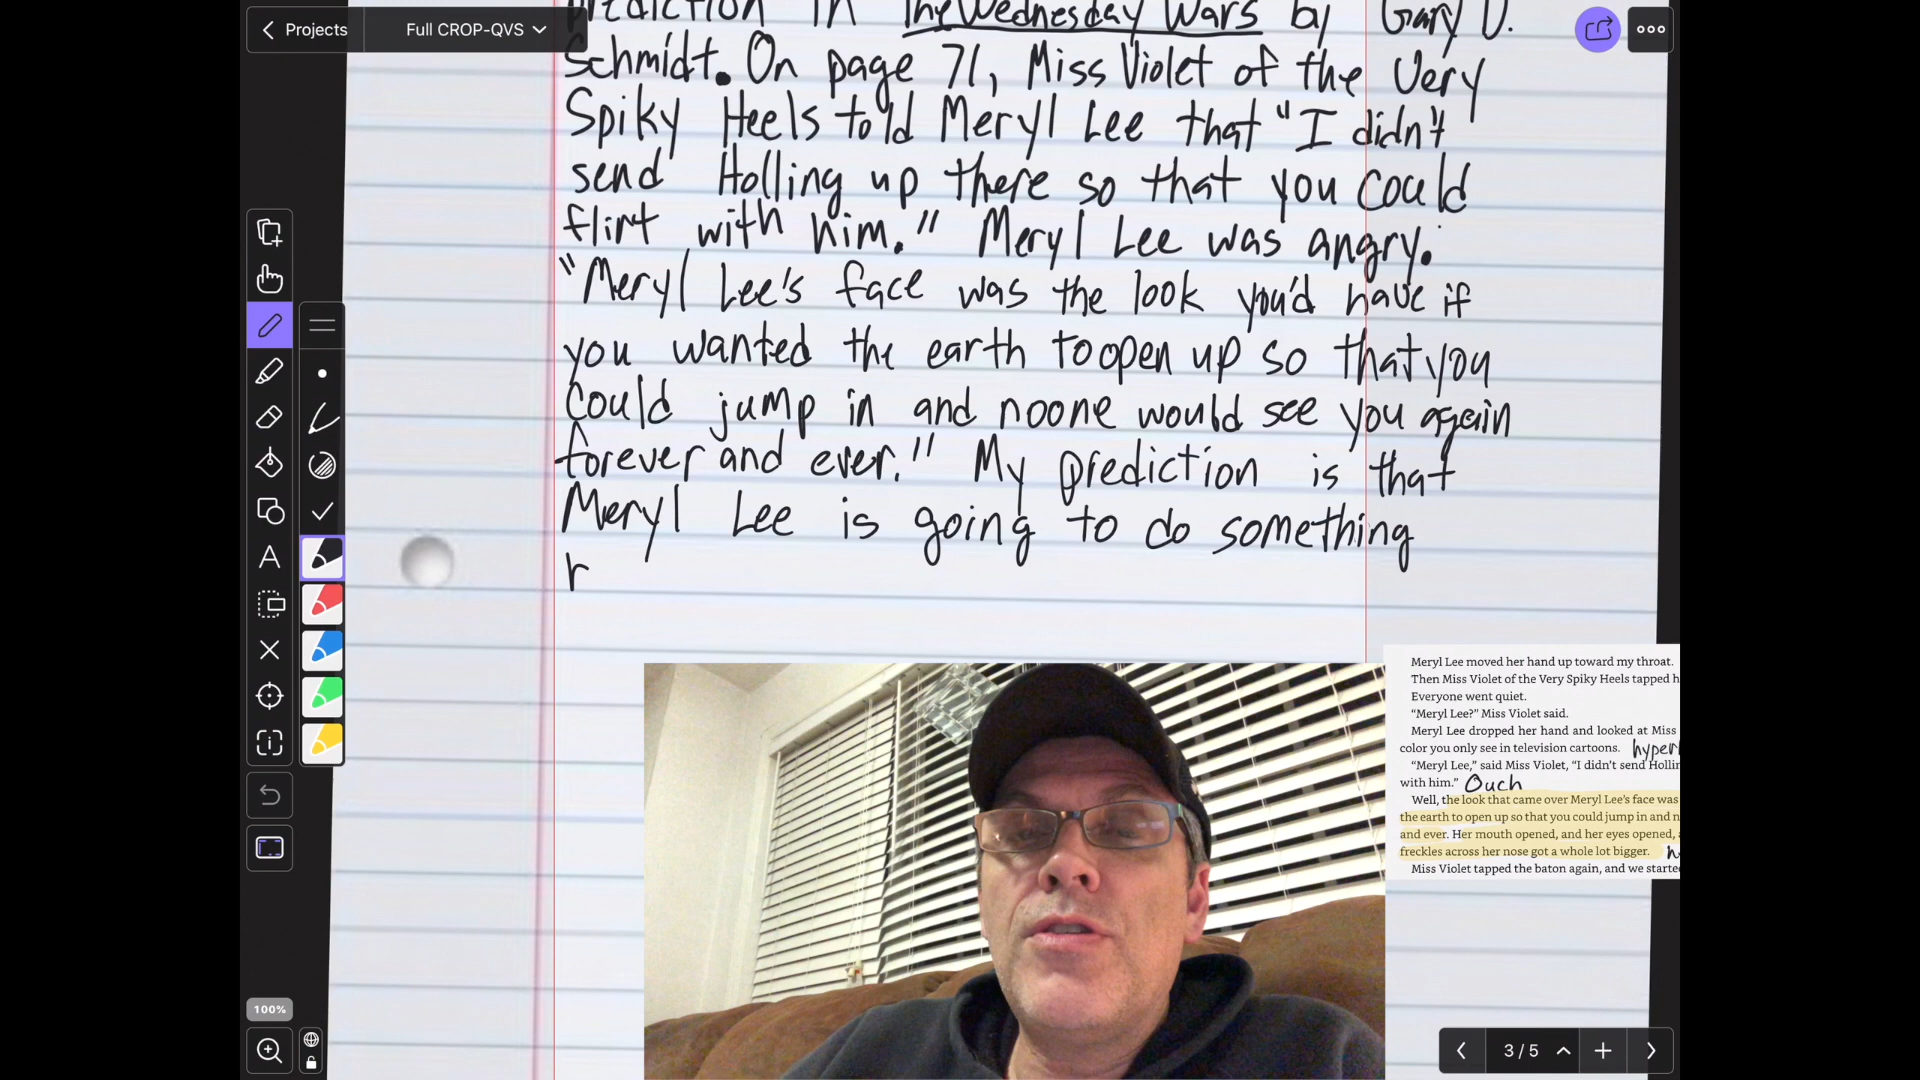 Projects
Full CROP-QVS
prediction in The Wednesday Wars by Gary D.
Schmidt. On page 71, Miss Violet of the Very
Spiky Heels told Meryl Lee that "I didn't
send Holling up there so that you could
flirt with him." Meryl Lee was angry.
"Meryl Lee's face was the look you'd have if
you wanted the earth to open up so that you
could jump in and noone would see you again
forever and ever." My prediction is that
Meryl Lee is going to do something
r
Meryl Lee moved her hand up toward my throat.
Then Miss Violet of the Very Spiky Heels tapped h
Everyone went quiet.
“Meryl Lee?” Miss Violet said.
Meryl Lee dropped her hand and looked at Miss
color you only see in television cartoons. hyper
“Meryl Lee,” said Miss Violet, “I didn’t send Hollin
with him.” Ouch
Well, the look that came over Meryl Lee’s face was
the earth to open up so that you could jump in and n
and ever. Her mouth opened, and her eyes opened,
freckles across her nose got a whole lot bigger. h
Miss Violet tapped the baton again, and we starte
A
100%
3 / 5